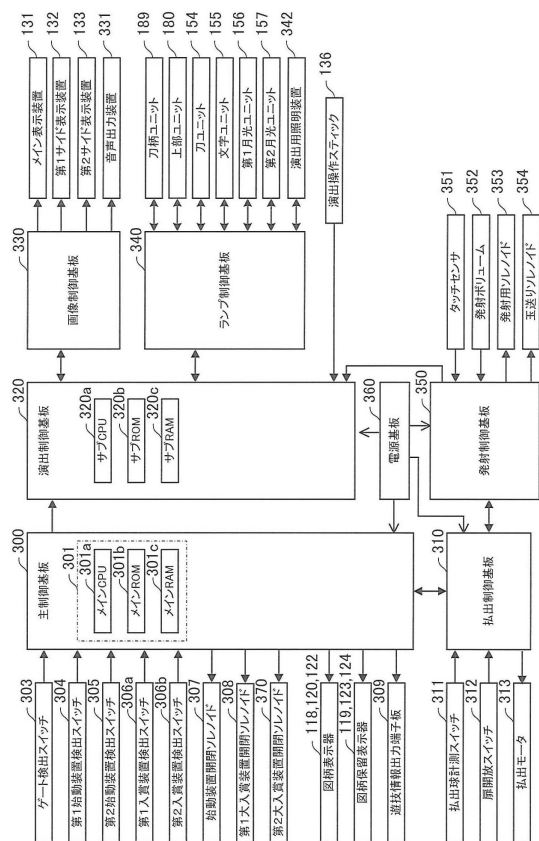 ゲート検出スイッチ
303
第1始動装置検出スイッチ
304
第2始動装置検出スイッチ
305
第1入賞装置検出スイッチ
306a
第2入賞装置検出スイッチ
306b
始動装置開閉ソレノイド
307
第1大入賞装置開閉ソレノイド
308
第2大入賞装置開閉ソレノイド
370
図柄表示器
118,120,122
図柄保留表示器
119,123,124
遊技情報出力端子板
309
払出球計測スイッチ
311
扉開放スイッチ
312
払出モータ
313
300
主制御基板
301
301a
メインCPU
301b
メインROM
301c
メインRAM
払出制御基板
310
320
演出制御基板
320a
サブCPU
320b
サブROM
320c
サブRAM
電源基板
360
発射制御基板
350
330
画像制御基板
340
ランプ制御基板
メイン表示装置
131
第1サイド表示装置
132
第2サイド表示装置
133
音声出力装置
331
刀柄ユニット
189
上部ユニット
180
刀ユニット
154
文字ユニット
155
第1月光ユニット
156
第2月光ユニット
157
演出用照明装置
342
演出操作スティック
136
タッチセンサ
351
発射ボリューム
352
発射用ソレノイド
353
玉送りソレノイド
354